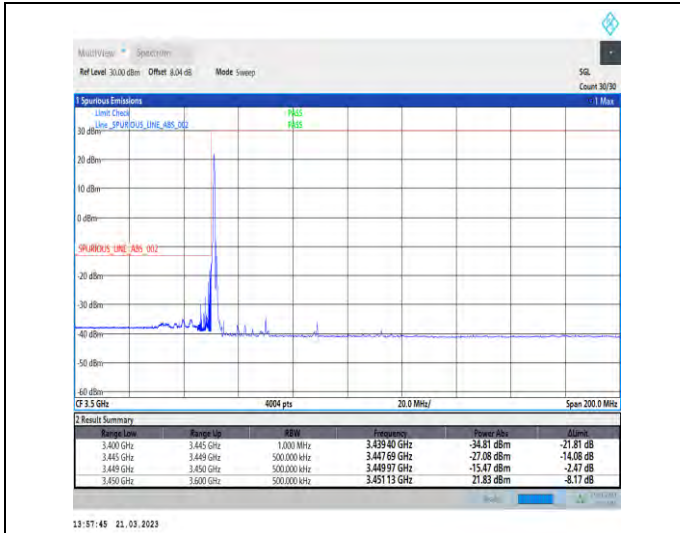 MultiView Spectrum
Ref Level 30.00 dBm Offset 8.04 dB Mode Sweep SGL
Count 30/30
1 Spurious Emissions 1 Max
Limit Check PASS
Line _SPURIOUS_LINE_ABS_002 PASS
30 dBm
20 dBm
10 dBm
0 dBm
SPURIOUS_LINE_ABS_002
-20 dBm
-30 dBm
-40 dBm
-50 dBm
-60 dBm
CF 3.5 GHz 4004 pts 20.0 MHz/ Span 200.0 MHz
2 Result Summary
Range Low Range Up RBW Frequency Power Abs ΔLimit
3.400 GHz 3.445 GHz 1.000 MHz 3.439 40 GHz -34.81 dBm -21.81 dB
3.445 GHz 3.449 GHz 500.000 kHz 3.447 69 GHz -27.08 dBm -14.08 dB
3.449 GHz 3.450 GHz 500.000 kHz 3.449 97 GHz -15.47 dBm -2.47 dB
3.450 GHz 3.600 GHz 500.000 kHz 3.451 13 GHz 21.83 dBm -8.17 dB
13:57:45 21.03.2023